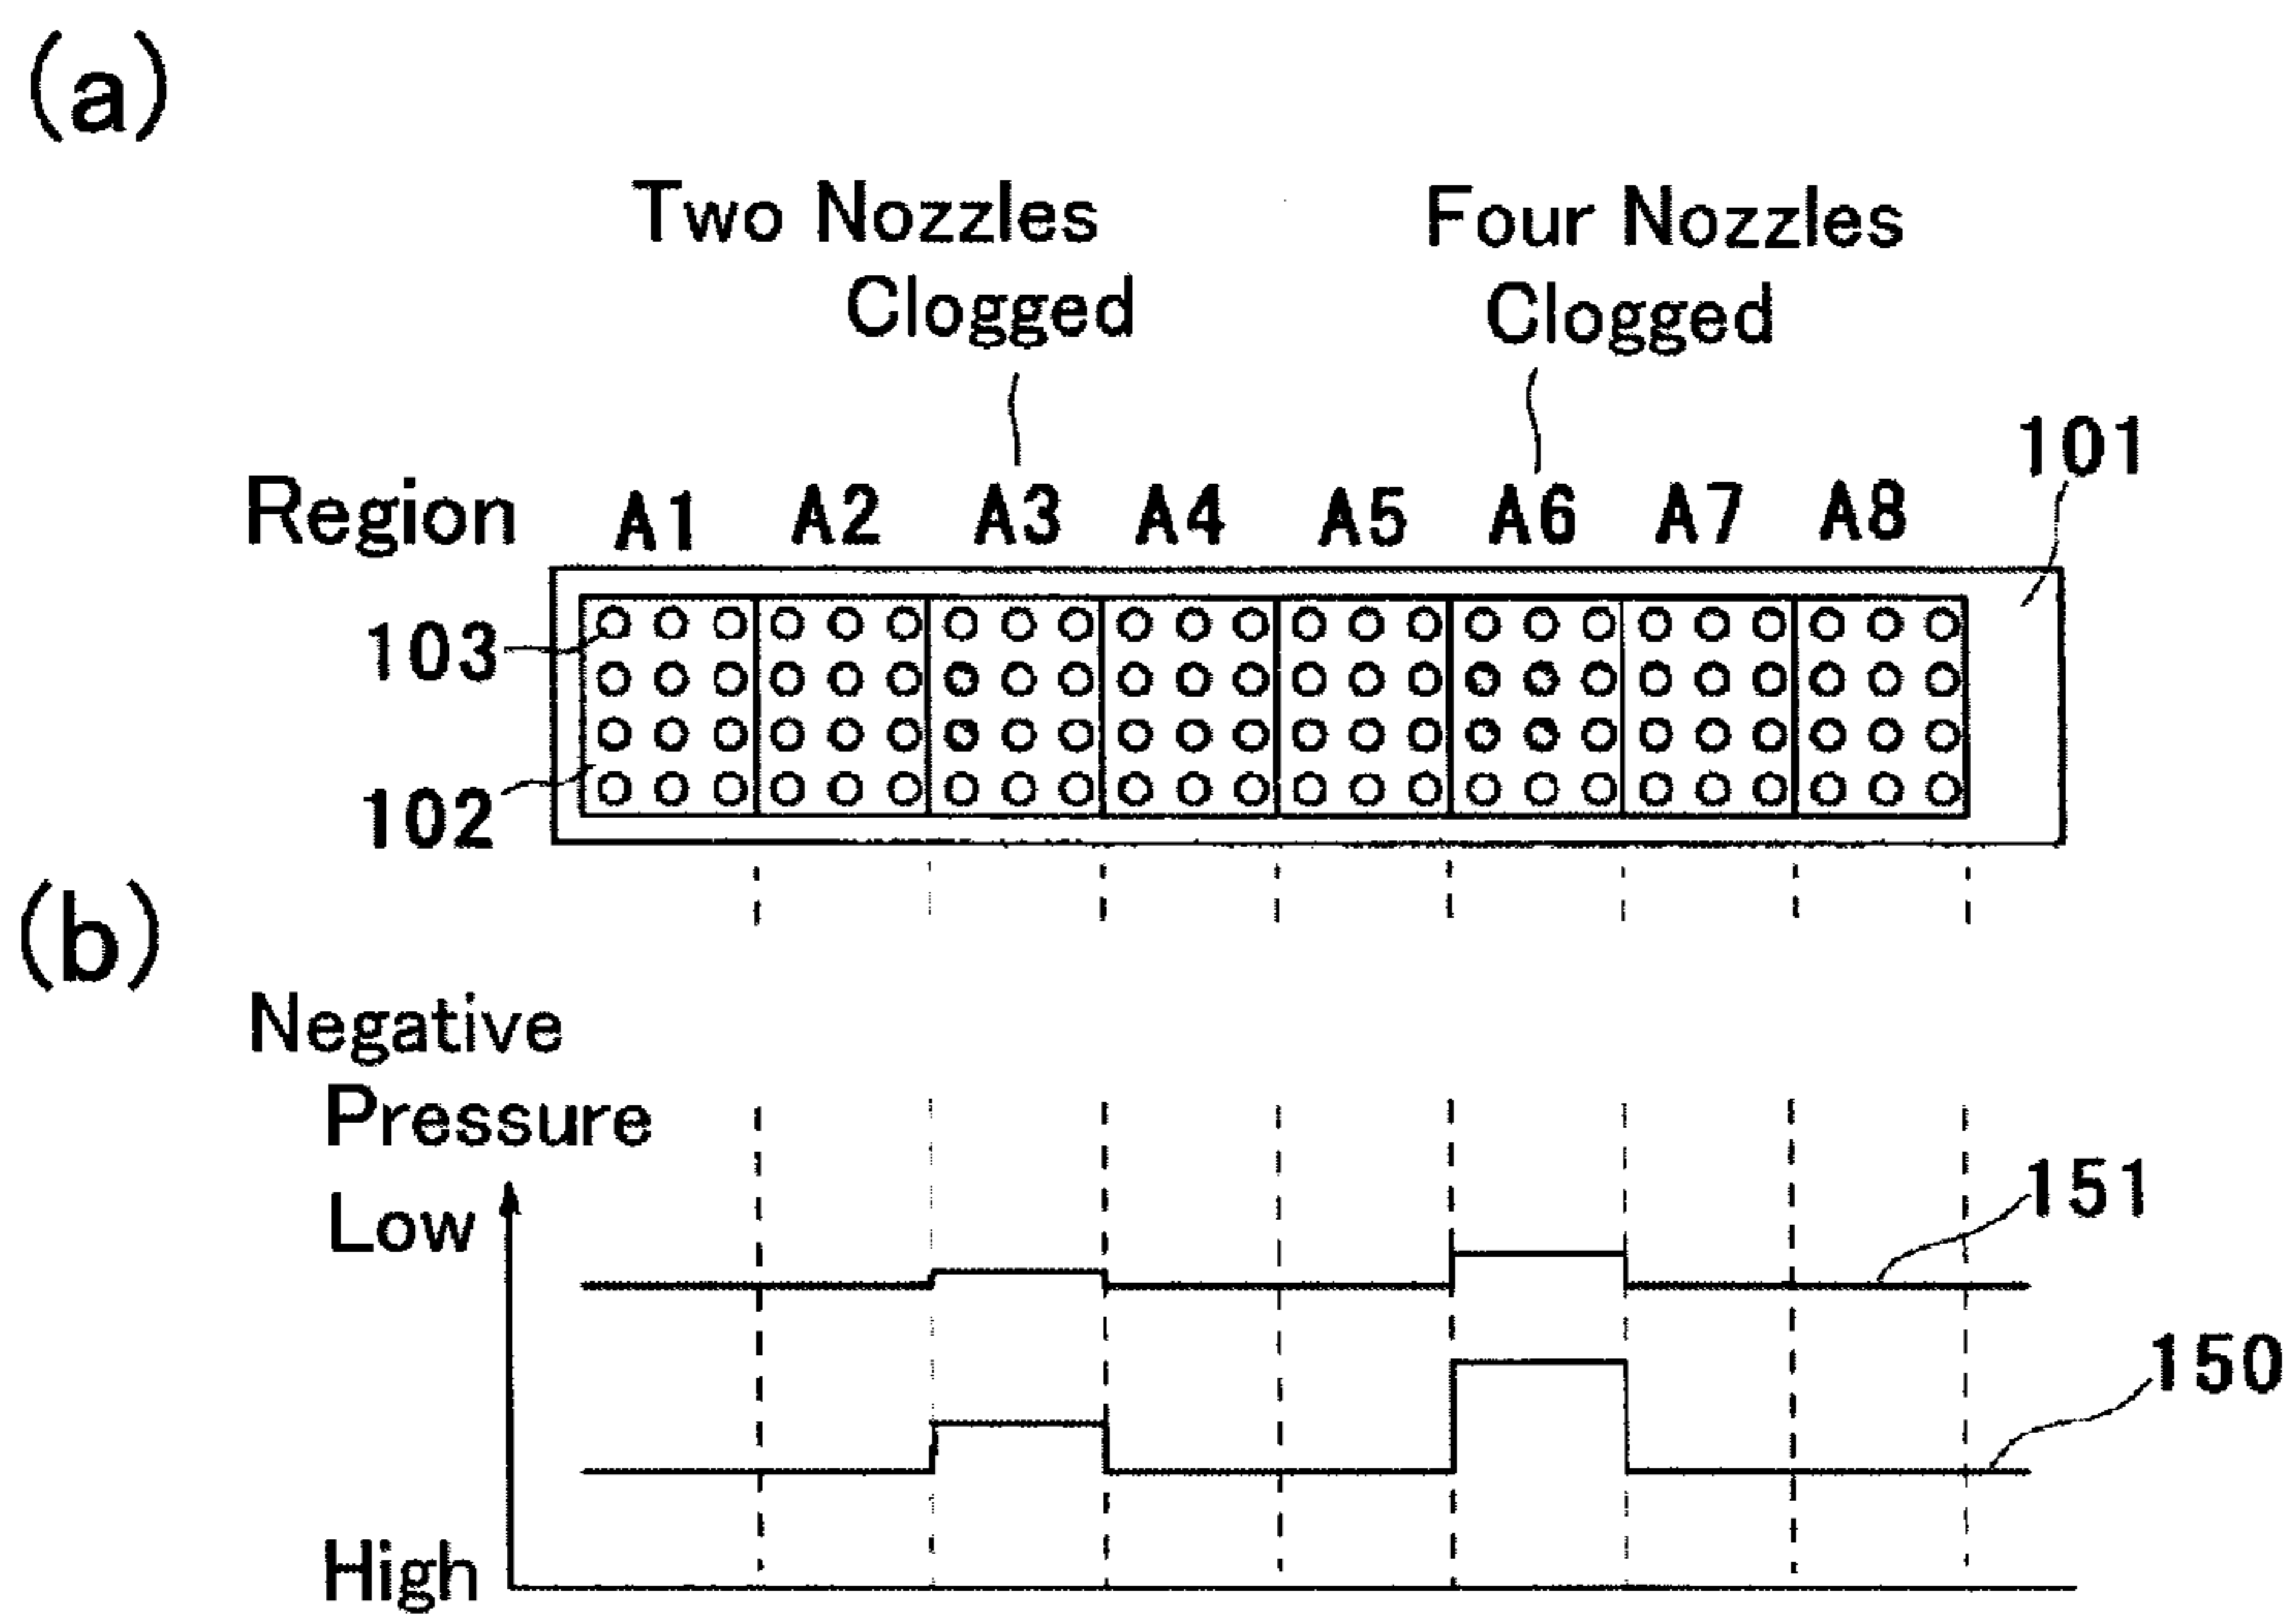 (a)
Two Nozzles
Clogged
Four Nozzles
Clogged
101
Region A1 A2 A3 A4 A5 A6 A7 A8
103
102
(b)
Negative
Pressure
Low
151
150
High